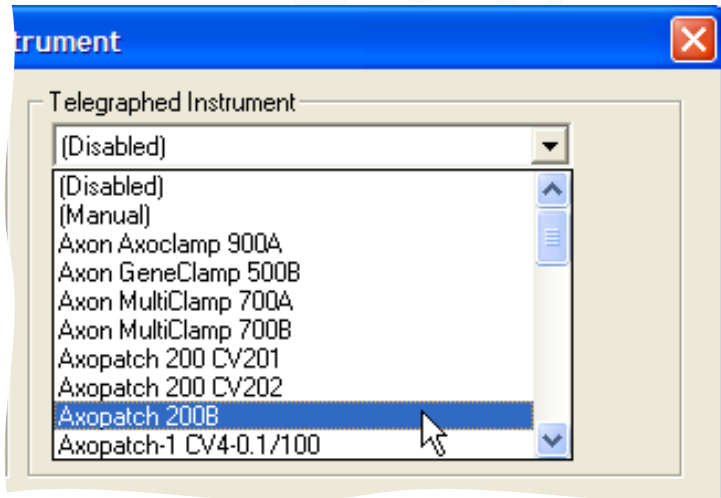 trument
Telegraphed Instrument
(Disabled)
(Disabled)
(Manual)
Axon Axoclamp 900A
Axon GeneClamp 500B
Axon MultiClamp 700A
Axon MultiClamp 700B
Axopatch 200 CV201
Axopatch 200 CV202
Axopatch 200B
Axopatch-1 CV4-0.1/100